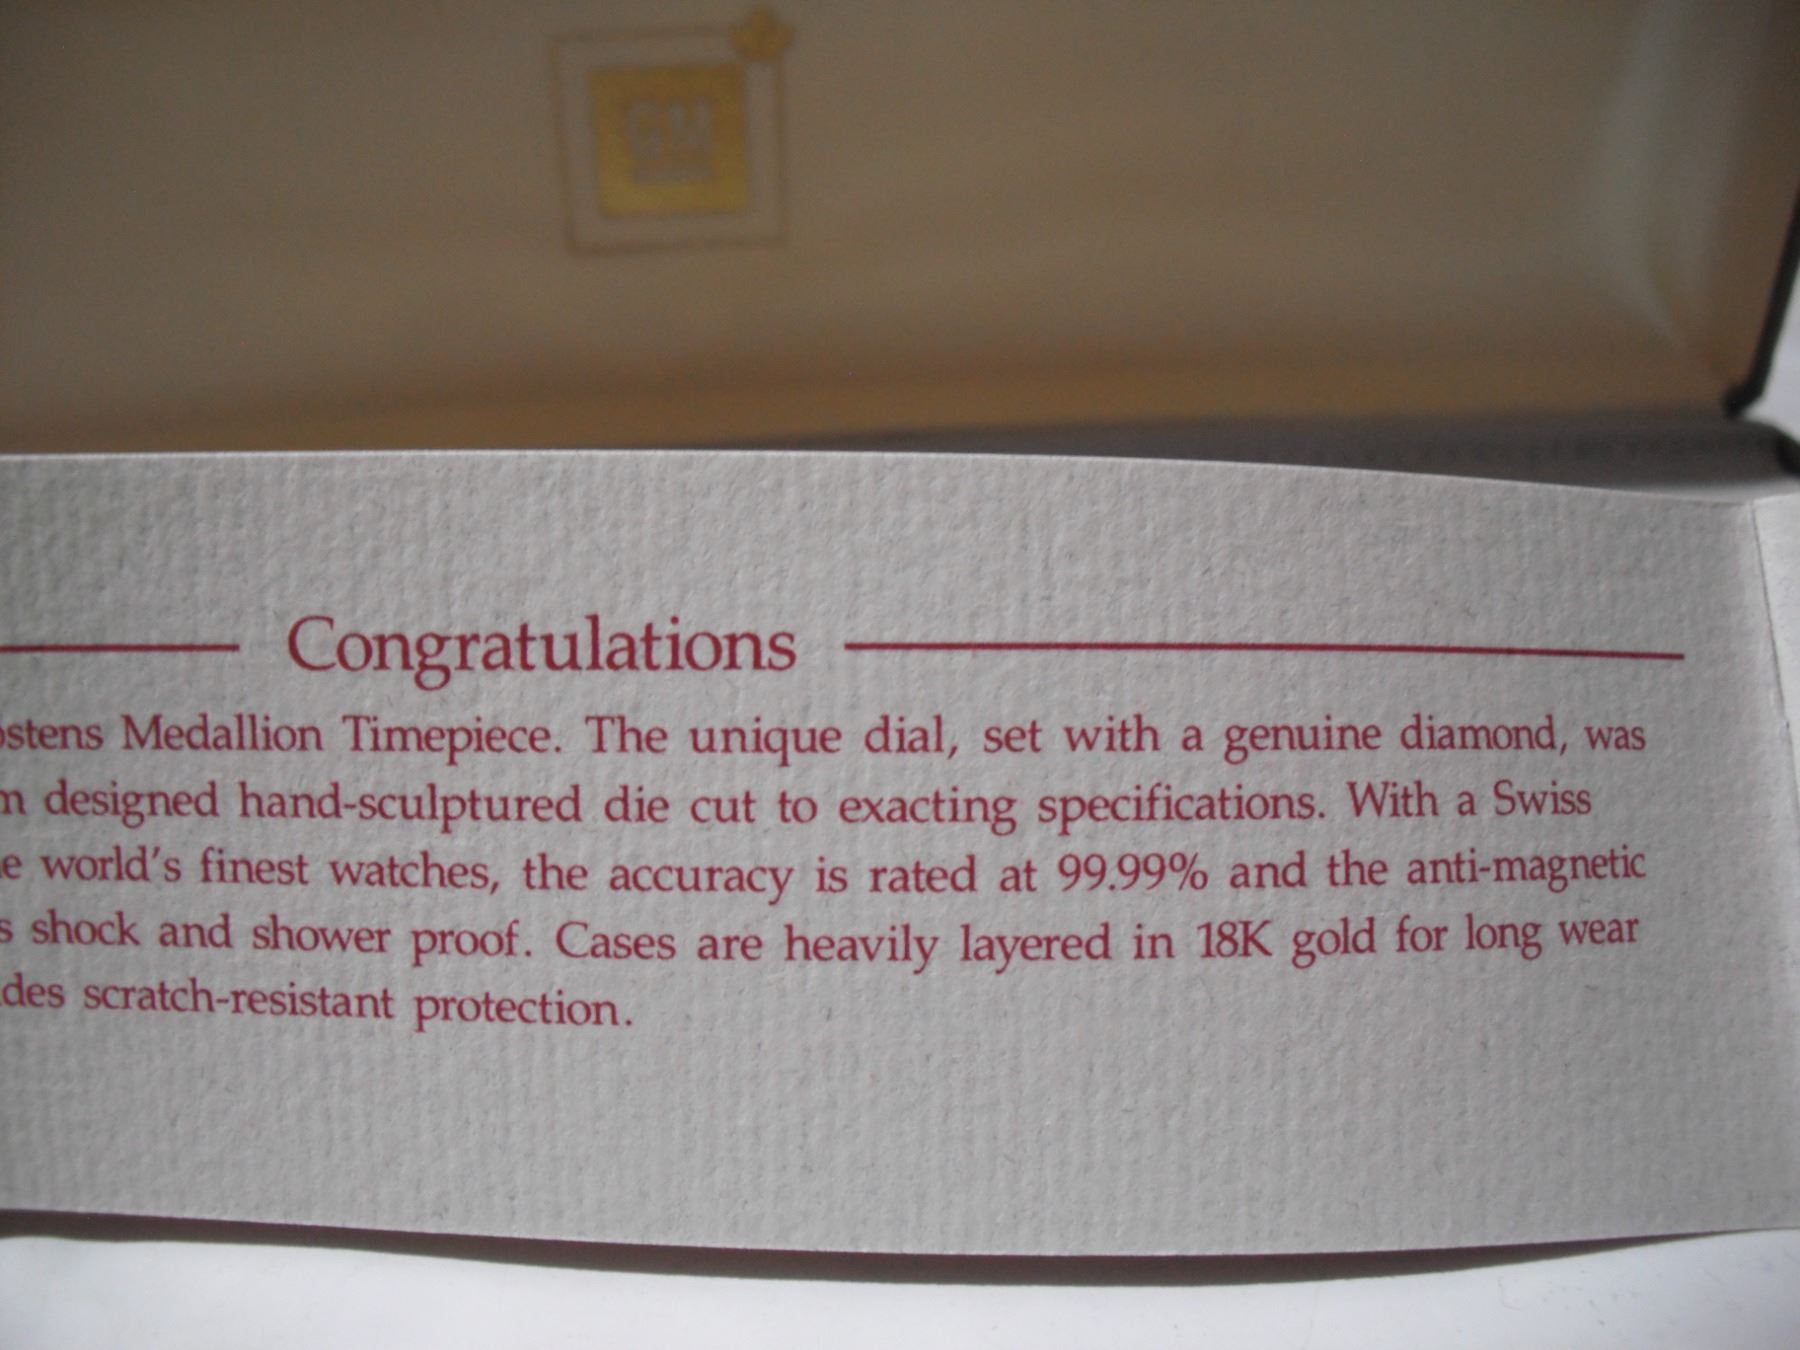 GM
Congratulations
ostens Medallion Timepiece. The unique dial, set with a genuine diamond, was
m designed hand-sculptured die cut to exacting specifications. With a Swiss
e world's finest watches, the accuracy is rated at 99.99% and the anti-magnetic
s shock and shower proof. Cases are heavily layered in 18K gold for long wear
des scratch-resistant protection.